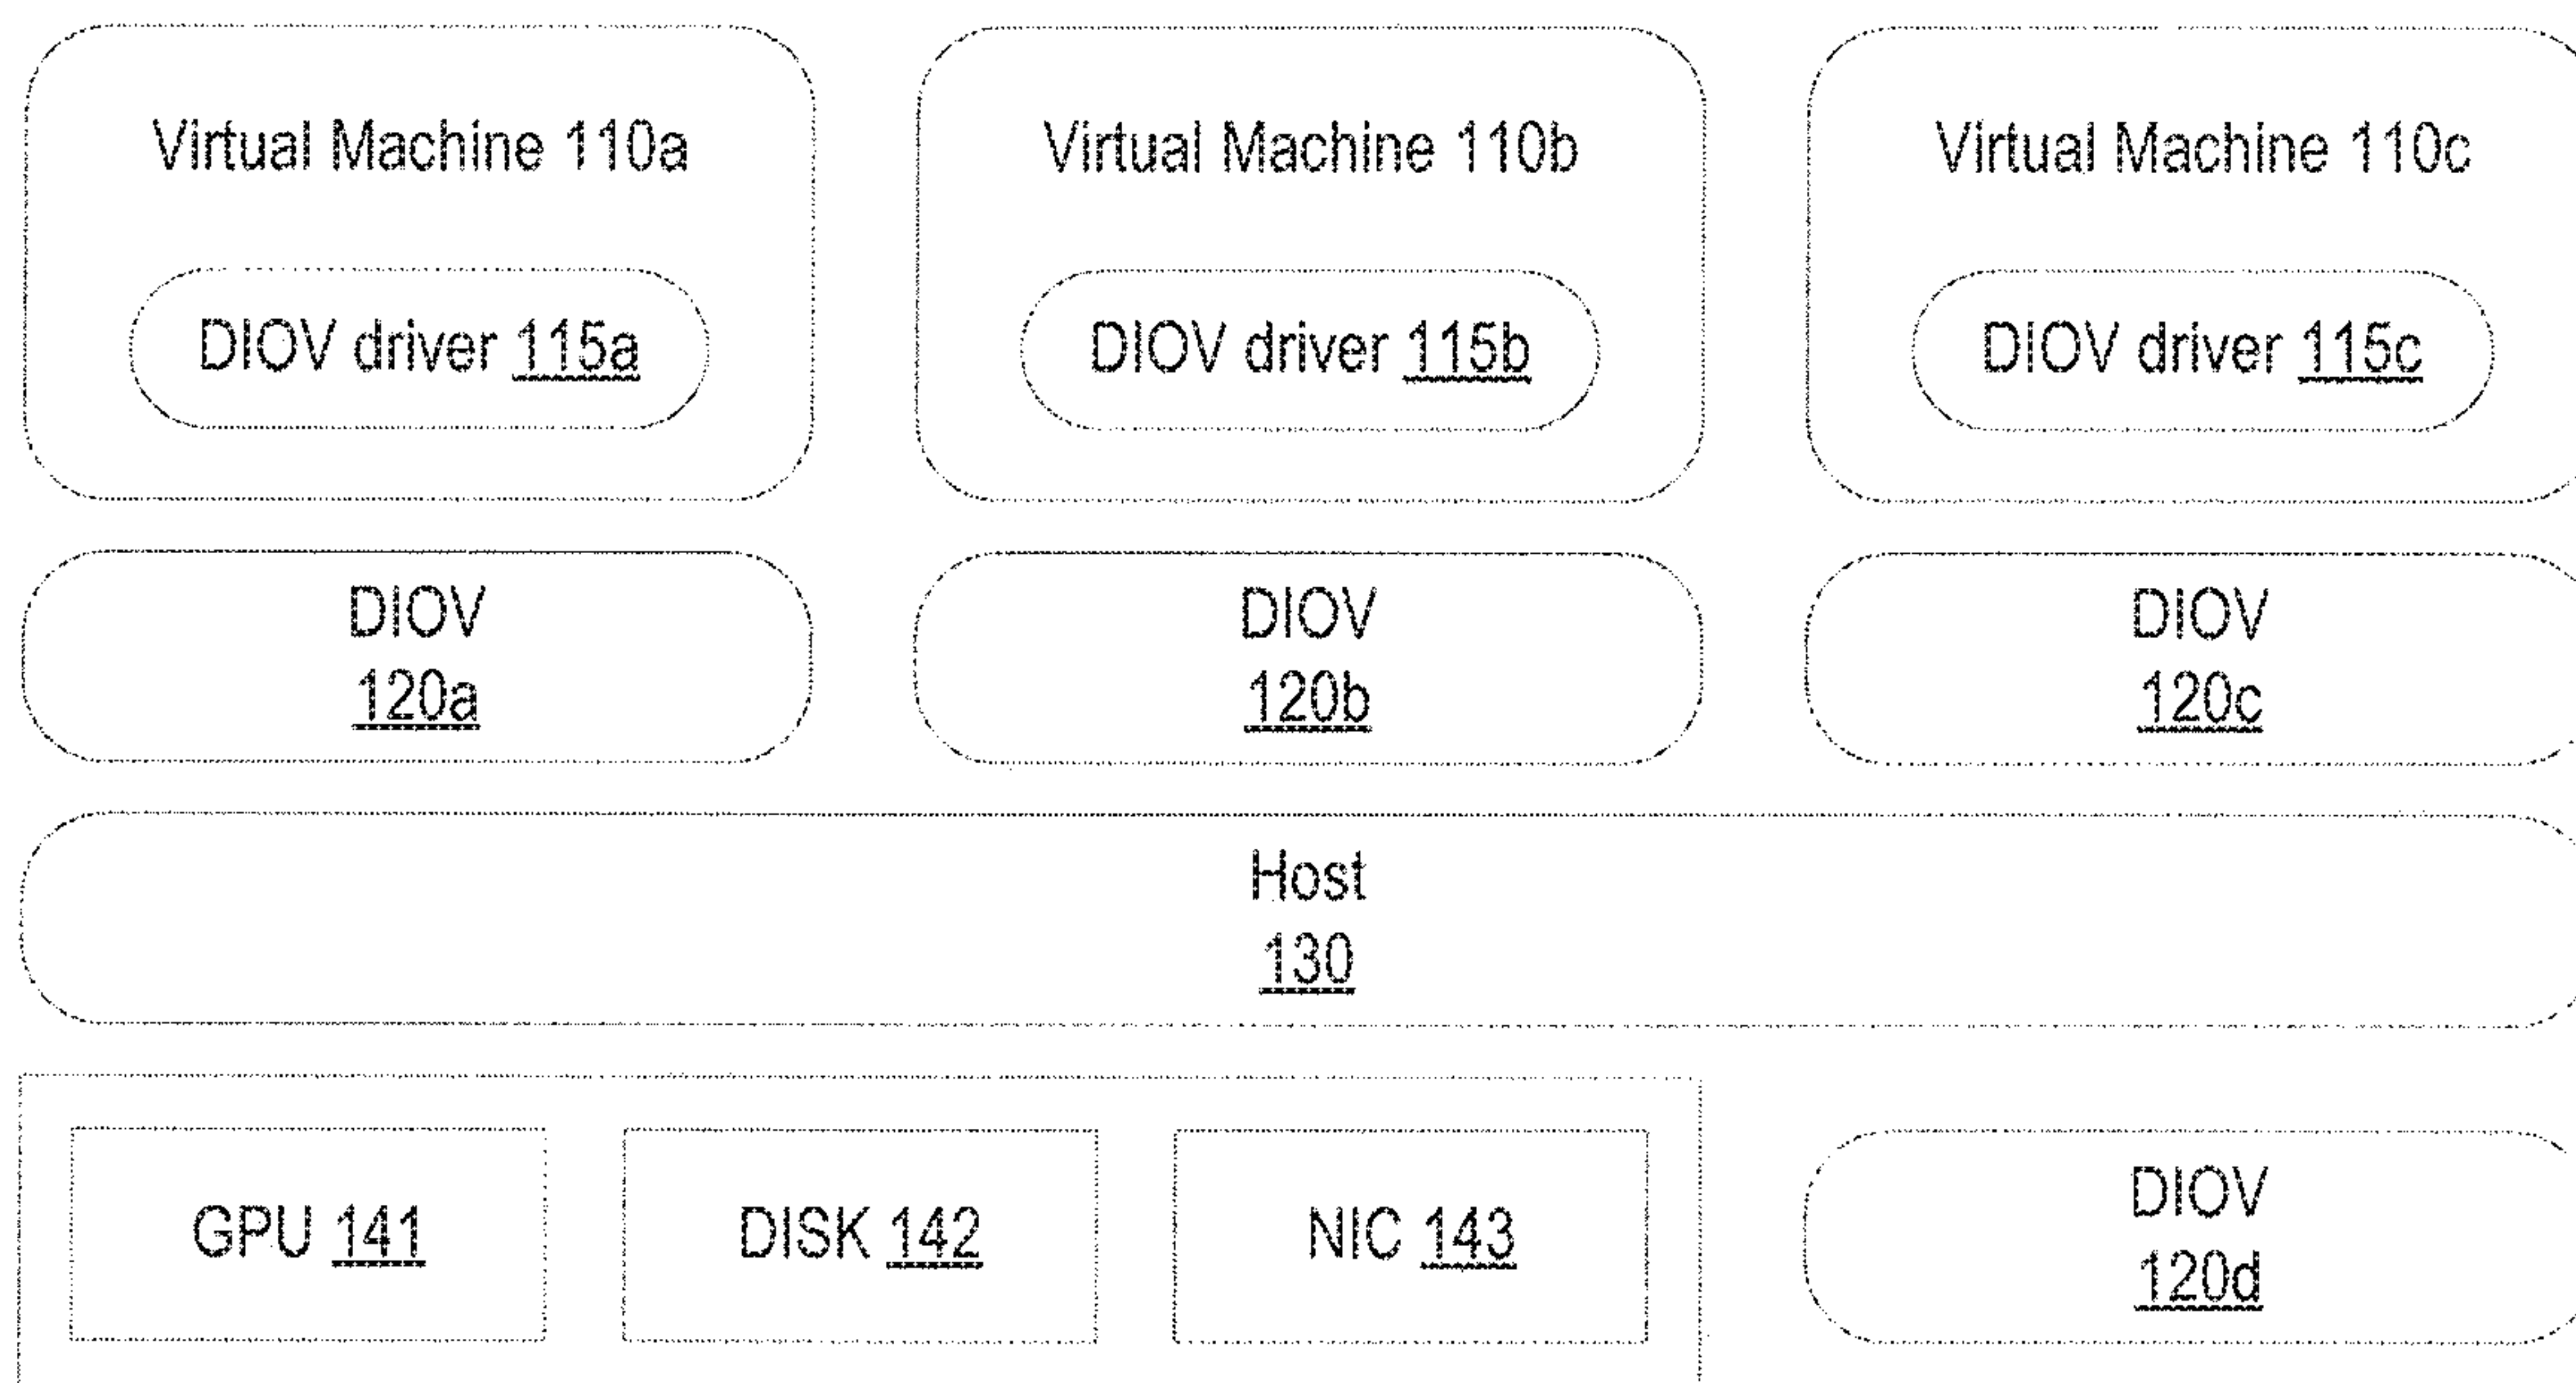 Virtual Machine 110a
Virtual Machine 110b
Virtual Machine 110c
DIOV driver 115a
DIOV driver 115b
DIOV driver 115c
DIOV
120a
DIOV
120b
DIOV
120c
Host
130
GPU 141
DISK 142
NIC 143
DIOV
120d